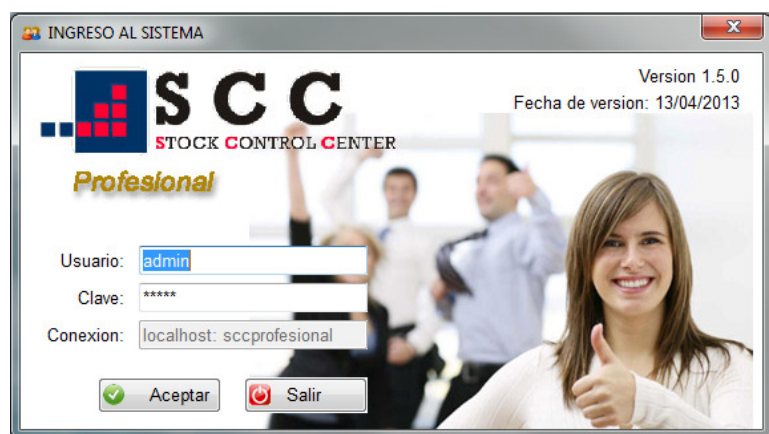 INGRESO AL SISTEMA
Version 1.5.0
Fecha de version: 13/04/2013
SCC
STOCK CONTROL CENTER
Profesional
Usuario: admin
Clave: *****
Conexion: localhost: sccprofesional
Aceptar Salir